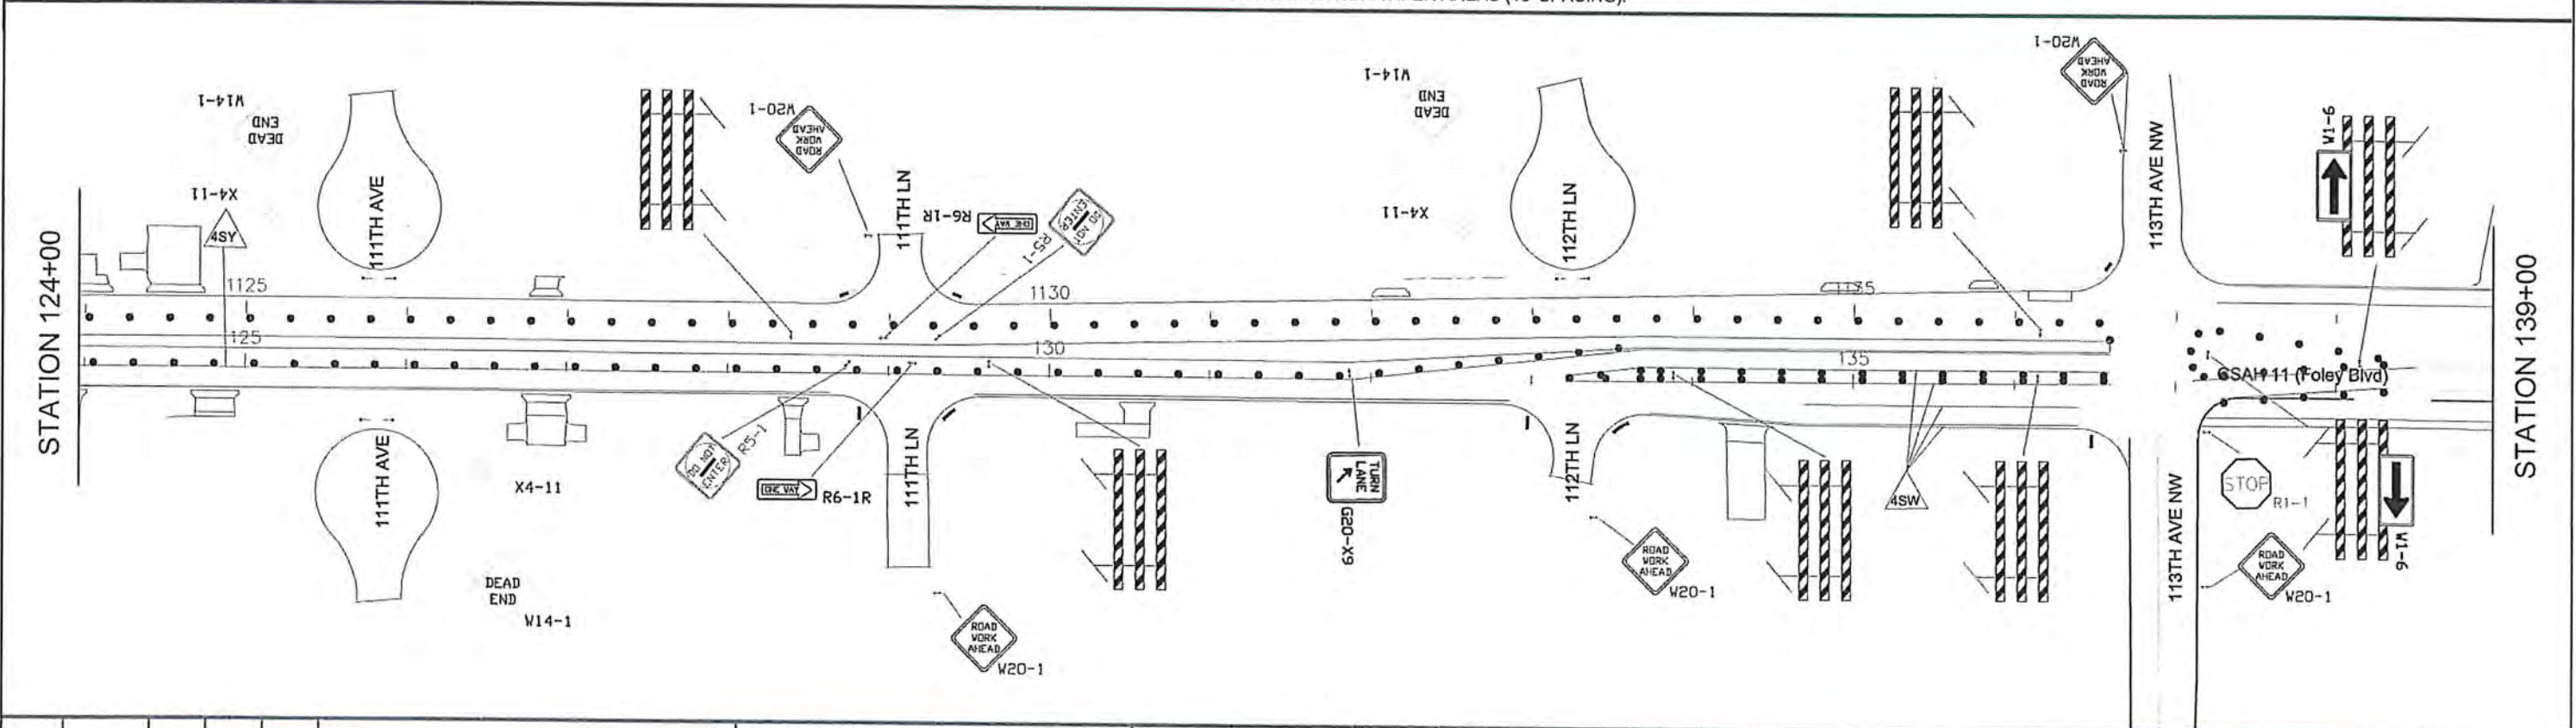 STATION 124+00
W14-1
DEAD
END
X4-11
4SY
111TH AVE
1125
125
W20-1
ROAD
WORK
AHEAD
111TH LN
R6-1R
ONE WAY
DO NOT
ENTER
R5-1
1130
130
W14-1
DEAD
END
X4-11
112TH LN
1135
135
W20-1
ROAD
WORK
AHEAD
113TH AVE NW
W1-6
CSAH 11 (Foley Blvd)
STATION 139+00
111TH AVE
X4-11
DEAD
END
W14-1
DO NOT
ENTER
R5-1
ONE WAY
R6-1R
111TH LN
ROAD
WORK
AHEAD
W20-1
TURN
LANE
G20-X9
112TH LN
ROAD
WORK
AHEAD
W20-1
4SW
113TH AVE NW
STOP
R1-1
ROAD
WORK
AHEAD
W20-1
W1-6